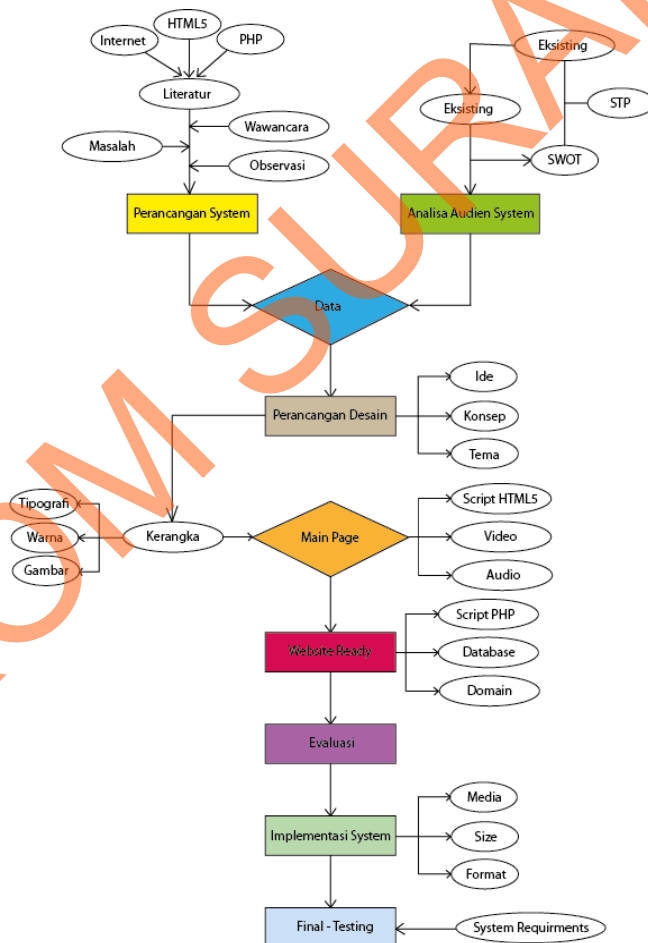 HTML5
Internet
PHP
Literatur
Wawancara
Masalah
Observasi
Perancangan System
Eksisting
Eksisting
STP
SWOT
Analisa Audien System
Data
Perancangan Desain
Ide
Konsep
Tema
Tipografi
Warna
Gambar
Kerangka
Main Page
Script HTML5
Video
Audio
Website Ready
Script PHP
Database
Domain
Evaluasi
Implementasi System
Media
Size
Format
Final - Testing
System Requirments
OM SURA